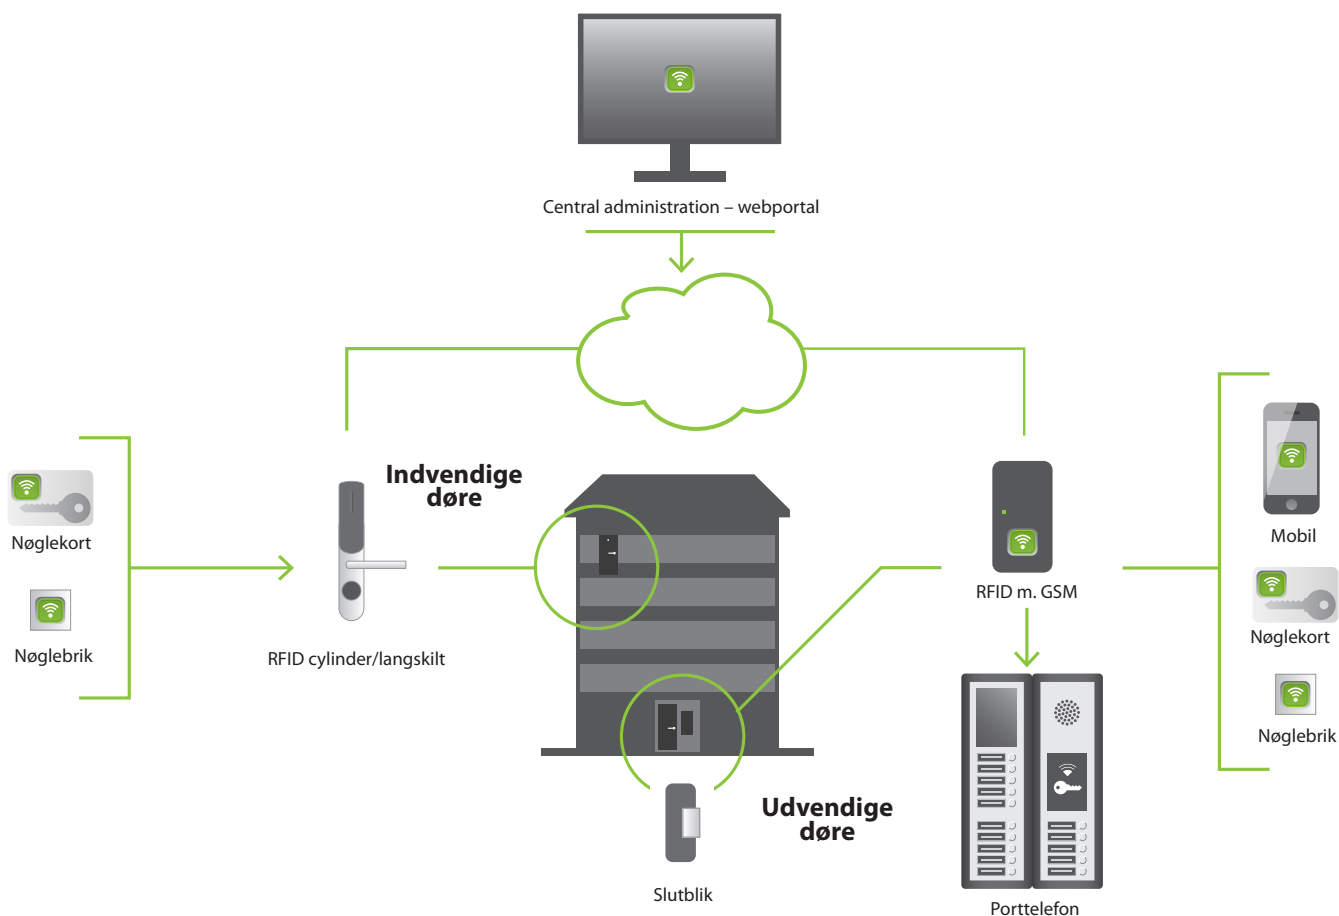 Central administration – webportal
Indvendige
døre
Nøglekort
Nøglebrik
RFID cylinder/langskilt
RFID m. GSM
Mobil
Nøglekort
Nøglebrik
Udvendige
døre
Slutblik
Porttelefon